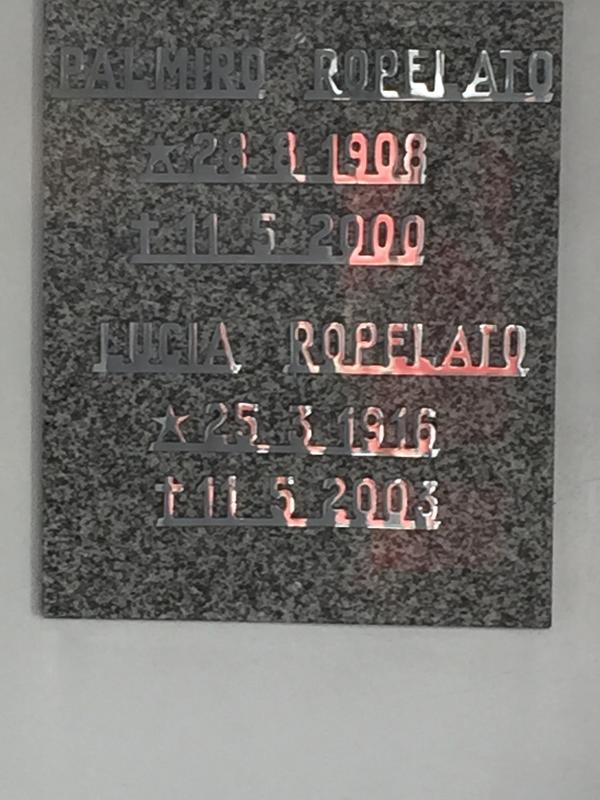 PALMIRO ROPELATO
★ 28 8 1908
† 11 5 2000
LUCIA ROPELATO
★ 25 3 1916
† 11 5 2003